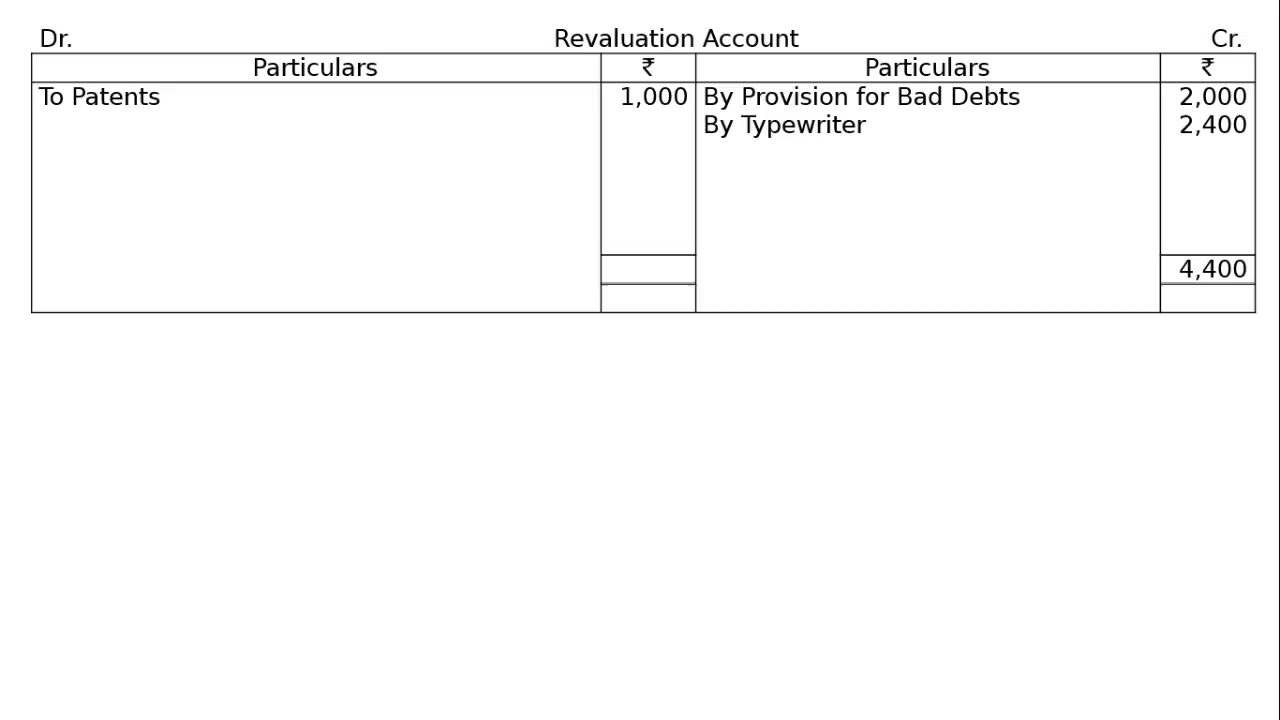 Dr. Revaluation Account Cr.
Particulars ₹ Particulars ₹
To Patents 1,000 By Provision for Bad Debts 2,000
By Typewriter 2,400
4,400